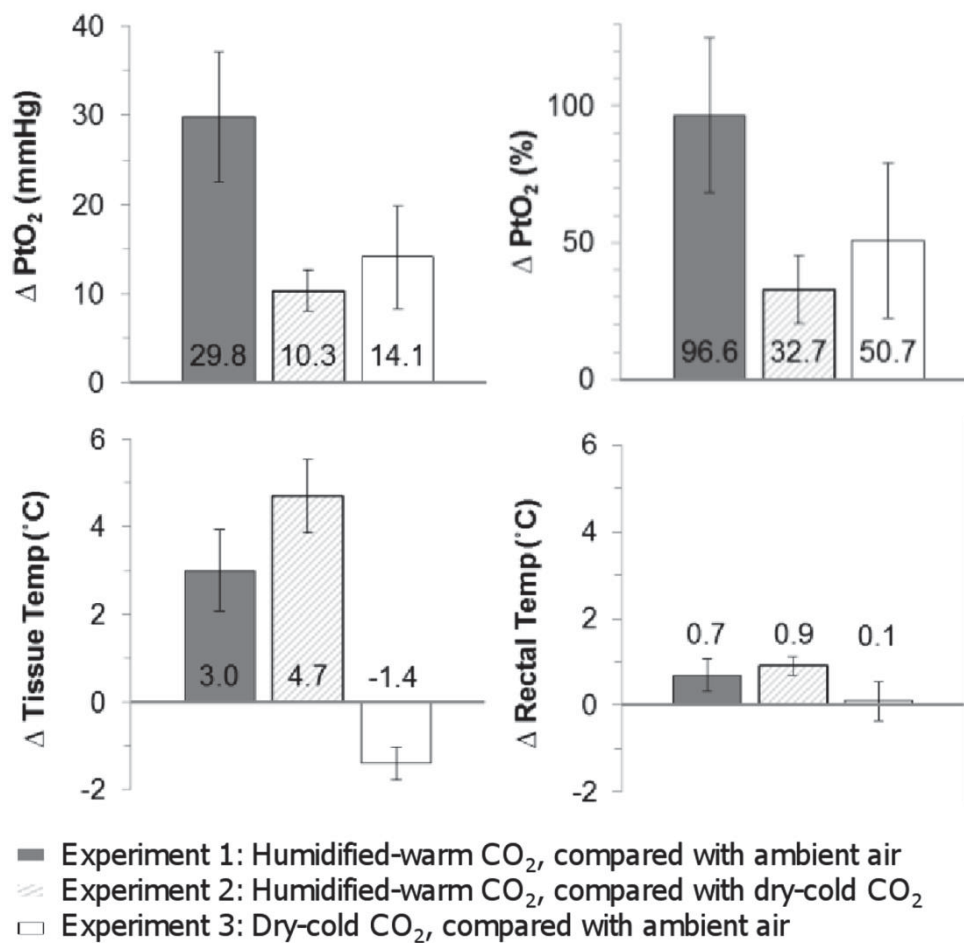 Δ PtO₂ (mmHg)
40
30
20
10
0
29.8 10.3 14.1
Δ PtO₂ (%)
100
50
0
96.6 32.7 50.7
Δ Tissue Temp (˚C)
6
4
2
0
-2
3.0 4.7 -1.4
Δ Rectal Temp (˚C)
6
4
2
0
-2
0.7 0.9 0.1
Experiment 1: Humidified-warm CO₂, compared with ambient air
Experiment 2: Humidified-warm CO₂, compared with dry-cold CO₂
Experiment 3: Dry-cold CO₂, compared with ambient air